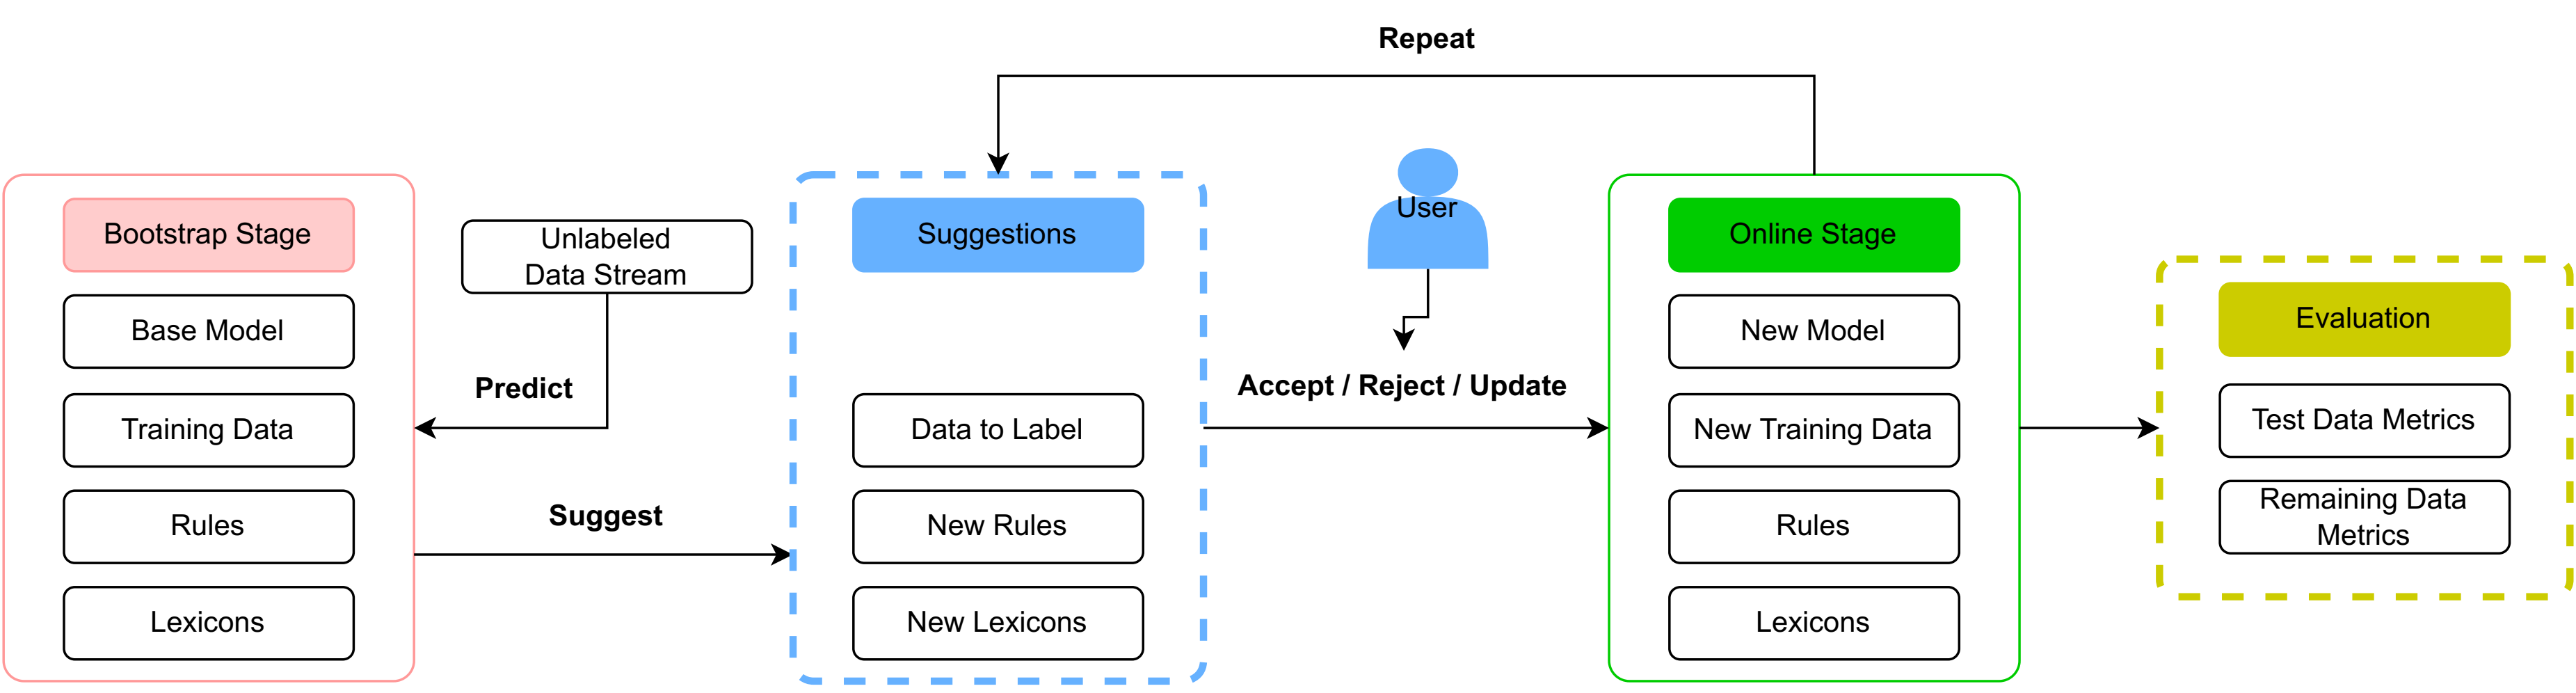 Repeat
Bootstrap Stage
Base Model
Training Data
Rules
Lexicons
Unlabeled
Data Stream
Predict
Suggest
Suggestions
Data to Label
New Rules
New Lexicons
User
Accept / Reject / Update
Online Stage
New Model
New Training Data
Rules
Lexicons
Evaluation
Test Data Metrics
Remaining Data
Metrics